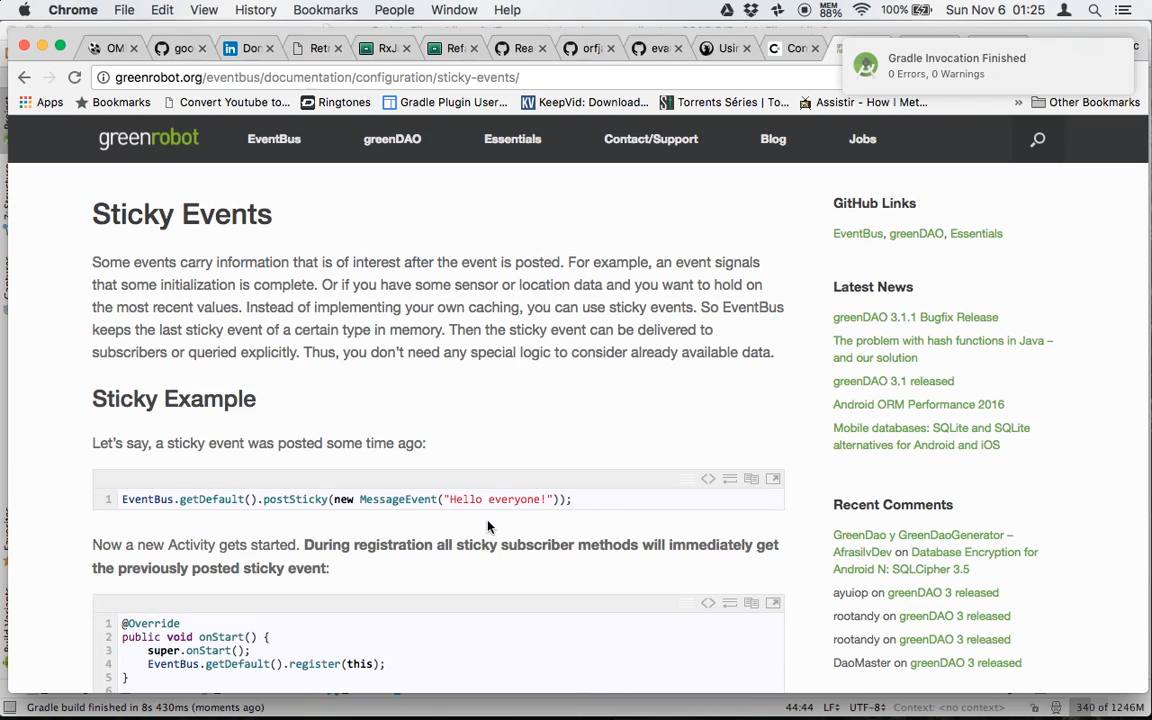 Chrome File Edit View History Bookmarks People Window Help MEM 88% 100% Sun Nov 6 01:25
OM goo Don Retr RxJ Refa Rea orfja evan Usin Con
Gradle Invocation Finished
0 Errors, 0 Warnings
greenrobot.org/eventbus/documentation/configuration/sticky-events/
Apps Bookmarks Convert Youtube to... Ringtones Gradle Plugin User... KeepVid: Download... Torrents Séries | To... Assistir - How I Met... » Other Bookmarks
greenrobot EventBus greenDAO Essentials Contact/Support Blog Jobs
Sticky Events
Some events carry information that is of interest after the event is posted. For example, an event signals
that some initialization is complete. Or if you have some sensor or location data and you want to hold on
the most recent values. Instead of implementing your own caching, you can use sticky events. So EventBus
keeps the last sticky event of a certain type in memory. Then the sticky event can be delivered to
subscribers or queried explicitly. Thus, you don't need any special logic to consider already available data.
Sticky Example
Let's say, a sticky event was posted some time ago:
1 EventBus.getDefault().postSticky(new MessageEvent("Hello everyone!"));
Now a new Activity gets started. During registration all sticky subscriber methods will immediately get
the previously posted sticky event:
1 @Override
2 public void onStart() {
3 super.onStart();
4 EventBus.getDefault().register(this);
5 }
6
GitHub Links
EventBus, greenDAO, Essentials
Latest News
greenDAO 3.1.1 Bugfix Release
The problem with hash functions in Java –
and our solution
greenDAO 3.1 released
Android ORM Performance 2016
Mobile databases: SQLite and SQLite
alternatives for Android and iOS
Recent Comments
GreenDao y GreenDaoGenerator –
AfrasilvDev on Database Encryption for
Android N: SQLCipher 3.5
ayuiop on greenDAO 3 released
rootandy on greenDAO 3 released
rootandy on greenDAO 3 released
DaoMaster on greenDAO 3 released
Gradle build finished in 8s 430ms (moments ago) 44:44 LF UTF-8 Context: <no context> 340 of 1246M